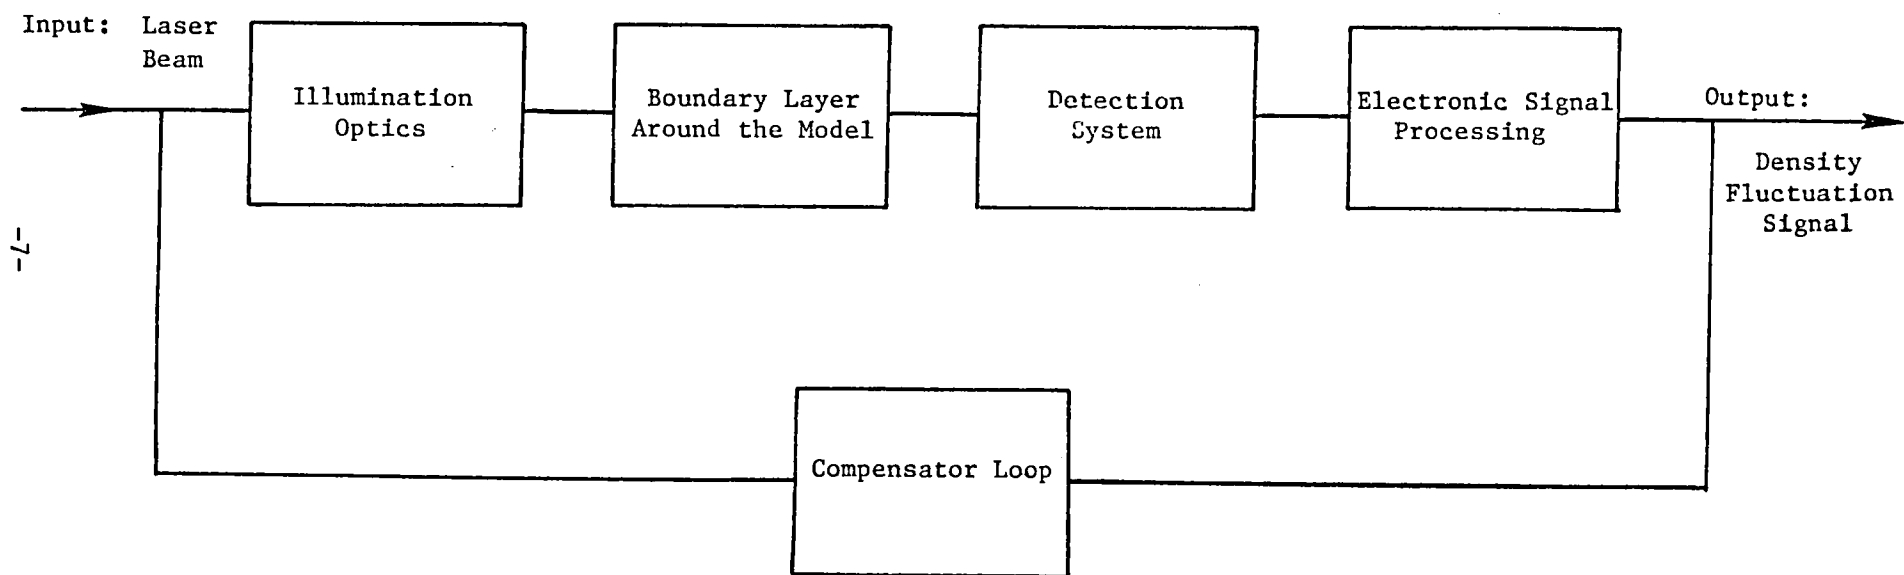 Input: Laser
Beam
Illumination
Optics
Boundary Layer
Around the Model
Detection
System
Electronic Signal
Processing
Output:
Density
Fluctuation
Signal
-7-
Compensator Loop